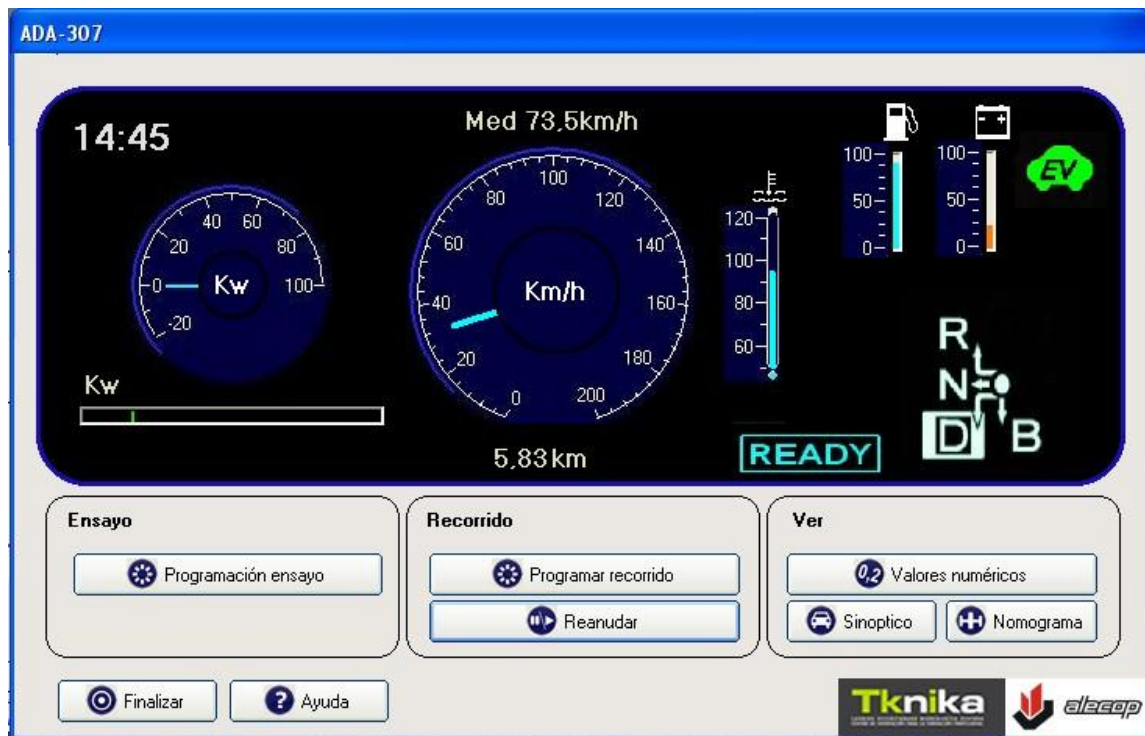 ADA-307
14:45
Med 73,5km/h
-20
0
20
40
60
80
100
Kw
0
20
40
60
80
100
120
140
160
180
200
Km/h
120
100
80
60
100
50
0
100
50
0
EV
Kw
5,83km
READY
R
N
D
B
Ensayo
Programación ensayo
Recorrido
Programar recorrido
Reanudar
Ver
0,2 Valores numéricos
Sinoptico
Nomograma
Finalizar
? Ayuda
Tknika
alecop